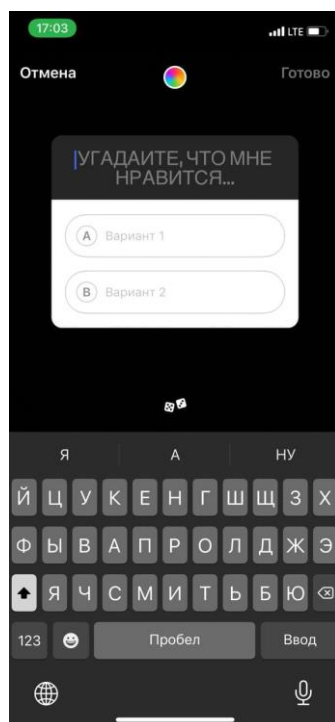 17:03 LTE
Отмена Готово
УГАДАЙТЕ, ЧТО МНЕ
НРАВИТСЯ...
A Вариант 1
B Вариант 2
Я А НУ
Й Ц У К Е Н Г Ш Щ З Х
Ф Ы В А П Р О Л Д Ж Э
Я Ч С М И Т Ь Б Ю
123 Пробел Ввод